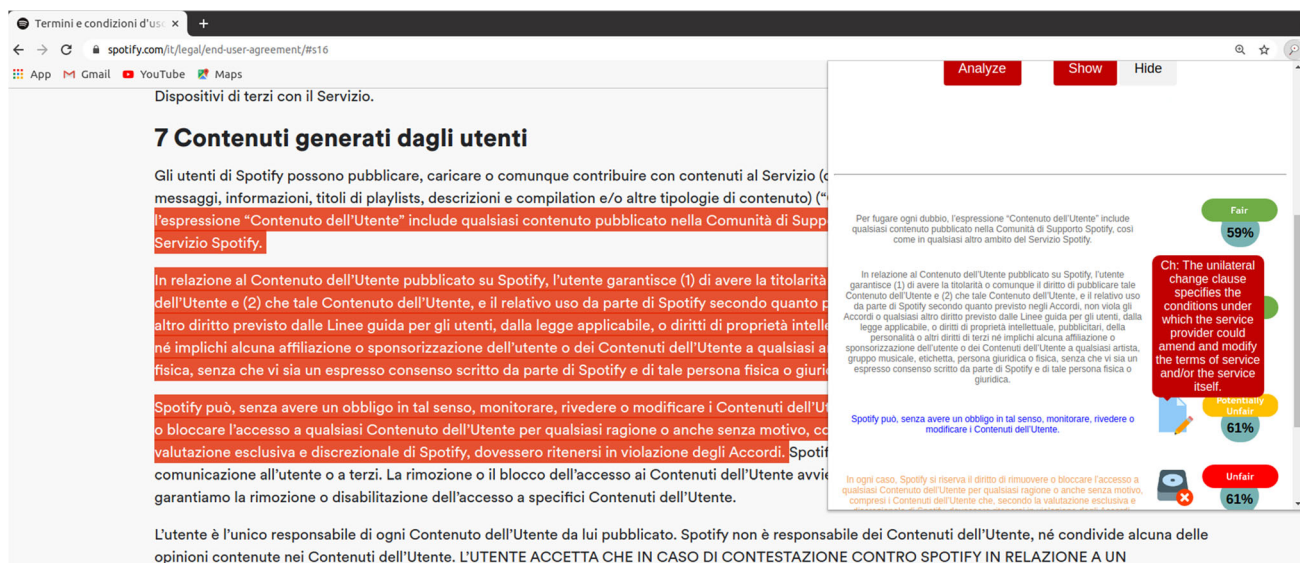 Termini e condizioni d'us
spotify.com/it/legal/end-user-agreement/#s16
App Gmail YouTube Maps
Dispositivi di terzi con il Servizio.
7 Contenuti generati dagli utenti
Gli utenti di Spotify possono pubblicare, caricare o comunque contribuire con contenuti al Servizio (
messaggi, informazioni, titoli di playlists, descrizioni e compilation e/o altre tipologie di contenuto) (“
l’espressione “Contenuto dell’Utente” include qualsiasi contenuto pubblicato nella Comunità di Supp
Servizio Spotify.
In relazione al Contenuto dell’Utente pubblicato su Spotify, l’utente garantisce (1) di avere la titolarità
dell’Utente e (2) che tale Contenuto dell’Utente, e il relativo uso da parte di Spotify secondo quanto p
altro diritto previsto dalle Linee guida per gli utenti, dalla legge applicabile, o diritti di proprietà intelle
né implichi alcuna affiliazione o sponsorizzazione dell’utente o dei Contenuti dell’Utente a qualsiasi a
fisica, senza che vi sia un espresso consenso scritto da parte di Spotify e di tale persona fisica o giuri
Spotify può, senza avere un obbligo in tal senso, monitorare, rivedere o modificare i Contenuti dell’U
o bloccare l’accesso a qualsiasi Contenuto dell’Utente per qualsiasi ragione o anche senza motivo, co
valutazione esclusiva e discrezionale di Spotify, dovessero ritenersi in violazione degli Accordi. Spotif
comunicazione all’utente o a terzi. La rimozione o il blocco dell’accesso ai Contenuti dell’Utente avvie
garantiamo la rimozione o disabilitazione dell’accesso a specifici Contenuti dell’Utente.
L’utente è l’unico responsabile di ogni Contenuto dell’Utente da lui pubblicato. Spotify non è responsabile dei Contenuti dell’Utente, né condivide alcuna delle
opinioni contenute nei Contenuti dell’Utente. L’UTENTE ACCETTA CHE IN CASO DI CONTESTAZIONE CONTRO SPOTIFY IN RELAZIONE A UN
Analyze Show Hide
Per fugare ogni dubbio, l’espressione “Contenuto dell’Utente” include
qualsiasi contenuto pubblicato nella Comunità di Supporto Spotify, così
come in qualsiasi altro ambito del Servizio Spotify.
Fair
59%
In relazione al Contenuto dell’Utente pubblicato su Spotify, l’utente
garantisce (1) di avere la titolarità o comunque il diritto di pubblicare tale
Contenuto dell’Utente e (2) che tale Contenuto dell’Utente, e il relativo uso
da parte di Spotify secondo quanto previsto negli Accordi, non viola gli
Accordi o qualsiasi altro diritto previsto dalle Linee guida per gli utenti, dalla
legge applicabile, o diritti di proprietà intellettuale, pubblicitari, della
personalità o altri diritti di terzi né implichi alcuna affiliazione o
sponsorizzazione dell’utente o dei Contenuti dell’Utente a qualsiasi artista,
gruppo musicale, etichetta, persona giuridica o fisica, senza che vi sia un
espresso consenso scritto da parte di Spotify e di tale persona fisica o
giuridica.
Ch: The unilateral
change clause
specifies the
conditions under
which the service
provider could
amend and modify
the terms of service
and/or the service
itself.
Spotify può, senza avere un obbligo in tal senso, monitorare, rivedere o
modificare i Contenuti dell’Utente.
Potentially
Unfair
61%
In ogni caso, Spotify si riserva il diritto di rimuovere o bloccare l’accesso a
qualsiasi Contenuto dell’Utente per qualsiasi ragione o anche senza motivo,
compresi i Contenuti dell’Utente che, secondo la valutazione esclusiva e
Unfair
61%